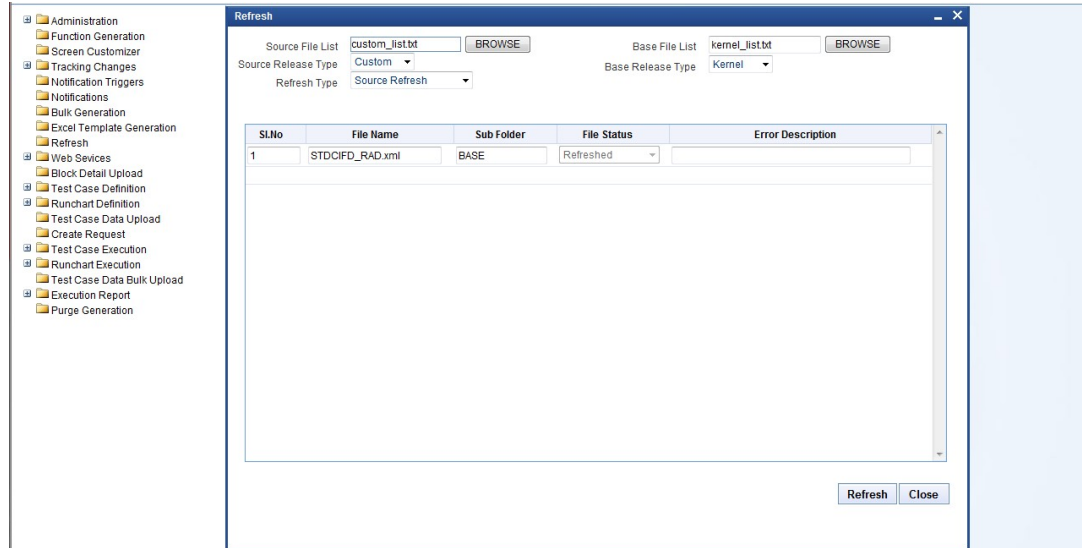 Administration
Function Generation
Screen Customizer
Tracking Changes
Notification Triggers
Notifications
Bulk Generation
Excel Template Generation
Refresh
Web Sevices
Block Detail Upload
Test Case Definition
Runchart Definition
Test Case Data Upload
Create Request
Test Case Execution
Runchart Execution
Test Case Data Bulk Upload
Execution Report
Purge Generation
Refresh
Source File List custom_list.txt BROWSE Base File List kernel_list.txt BROWSE
Source Release Type Custom Base Release Type Kernel
Refresh Type Source Refresh
Sl.No File Name Sub Folder File Status Error Description
1 STDCIFD_RAD.xml BASE Refreshed
Refresh Close